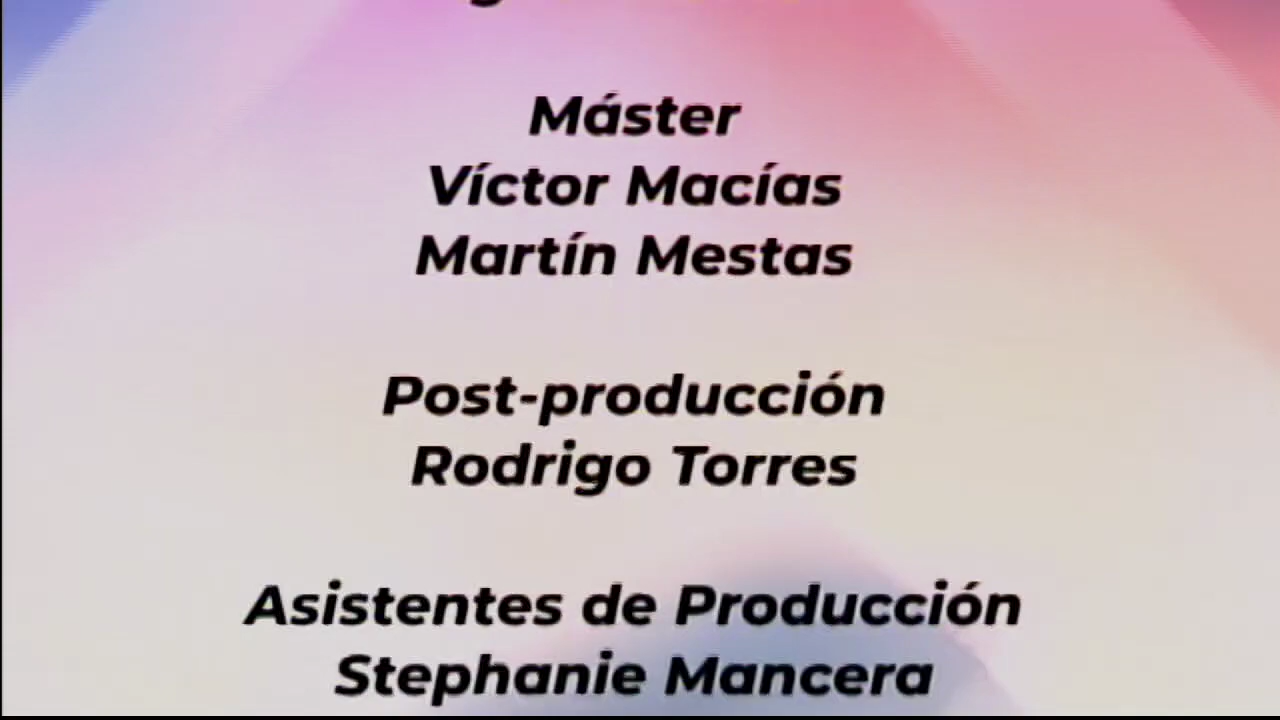 Máster
Víctor Macías
Martín Mestas
Post-producción
Rodrigo Torres
Asistentes de Producción
Stephanie Mancera